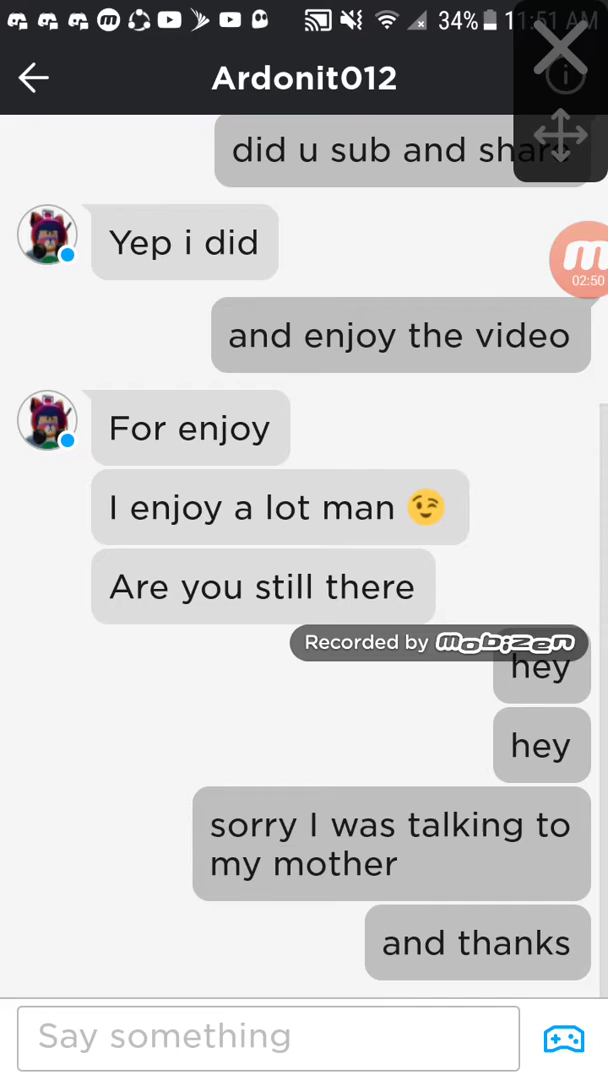 34% 11:51 AM
Ardonit012
did u sub and share
Yep i did
02:50
and enjoy the video
For enjoy
I enjoy a lot man 😉
Are you still there
Recorded by mobizen
hey
hey
sorry I was talking to
my mother
and thanks
Say something